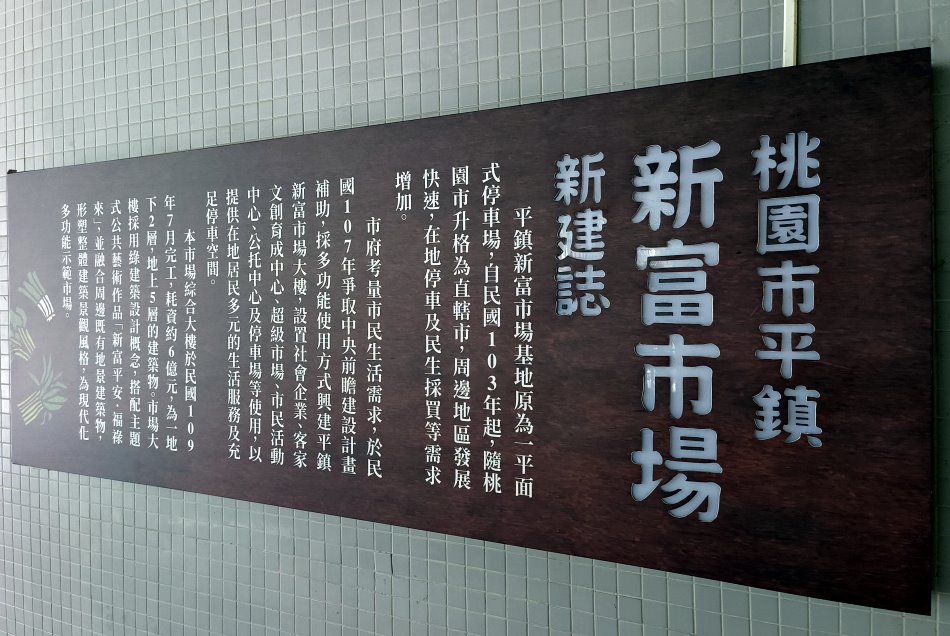 桃園市平鎮
新富市場
新建誌
平鎮新富市場基地原為一平面
式停車場，自民國103年起，隨桃
園市升格為直轄市，周邊地區發展
快速，在地停車及民生採買等需求
增加。
市府考量市民生活需求，於民
國107年爭取中央前瞻建設計畫
補助，採多功能使用方式興建平鎮
新富市場大樓，設置社會企業、客家
文創育成中心、超級市場、市民活動
中心、公托中心及停車場等使用，以
提供在地居民多元的生活服務及充
足停車空間。
本市場綜合大樓於民國109
年7月完工，耗資約6億元，為一地
下2層，地上5層的建築物。市場大
樓採用綠建築設計概念，搭配主題
式公共藝術作品「新富平安．福祿
來」，並融合周邊既有地景建築物，
形塑整體建築景觀風格，為現代化
多功能示範市場。